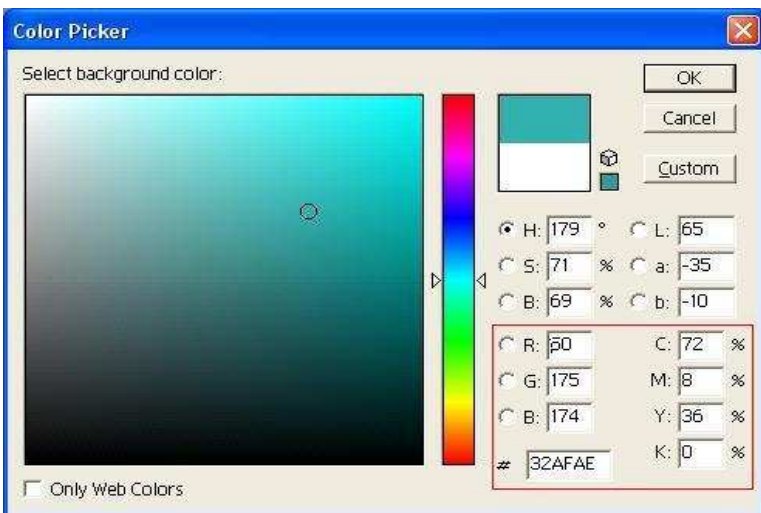 Color Picker
Select background color:
OK
Cancel
Custom
H: 179 ° L: 65
S: 71 % a: -35
B: 69 % b: -10
R: 50 C: 72 %
G: 175 M: 8 %
B: 174 Y: 36 %
# 32AFAE K: 0 %
Only Web Colors